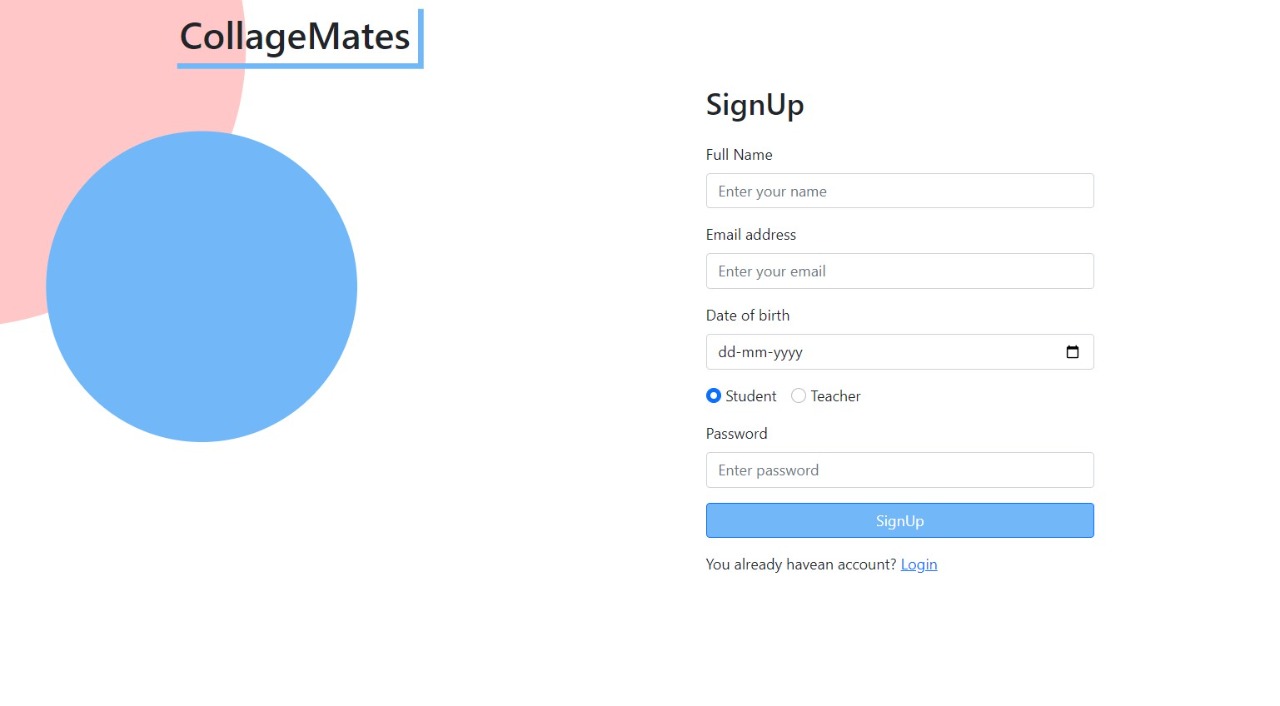 CollageMates
SignUp
Full Name
Enter your name
Email address
Enter your email
Date of birth
dd-mm-yyyy
Student Teacher
Password
Enter password
SignUp
You already havean account? Login